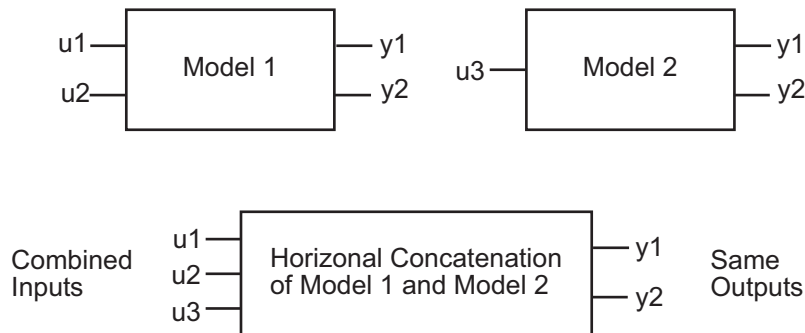 u1
u2
Model 1
y1
y2
u3
Model 2
y1
y2
Combined
Inputs
u1
u2
u3
Horizonal Concatenation
of Model 1 and Model 2
y1
y2
Same
Outputs